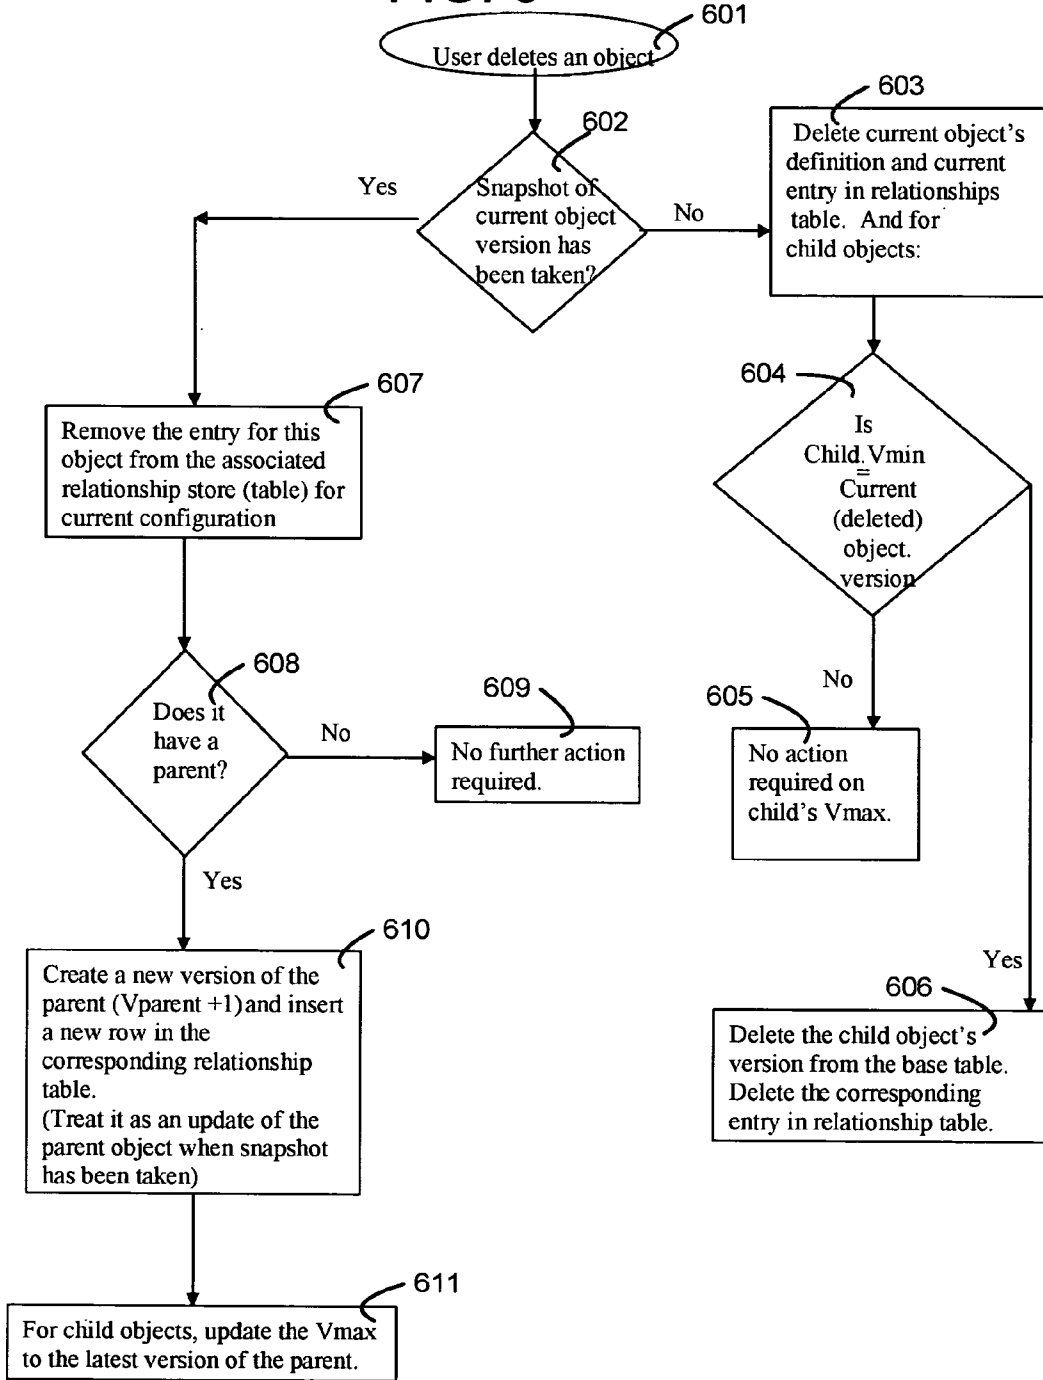 601
User deletes an object
602
Snapshot of
current object
version has
been taken?
Yes
No
603
Delete current object's
definition and current
entry in relationships
table. And for
child objects:
604
Is
Child.Vmin
=
Current
(deleted)
object.
version
No
605
No action
required on
child's Vmax.
Yes
606
Delete the child object's
version from the base table.
Delete the corresponding
entry in relationship table.
607
Remove the entry for this
object from the associated
relationship store (table) for
current configuration
608
Does it
have a
parent?
No
609
No further action
required.
Yes
610
Create a new version of the
parent (Vparent +1) and insert
a new row in the
corresponding relationship
table.
(Treat it as an update of the
parent object when snapshot
has been taken)
611
For child objects, update the Vmax
to the latest version of the parent.